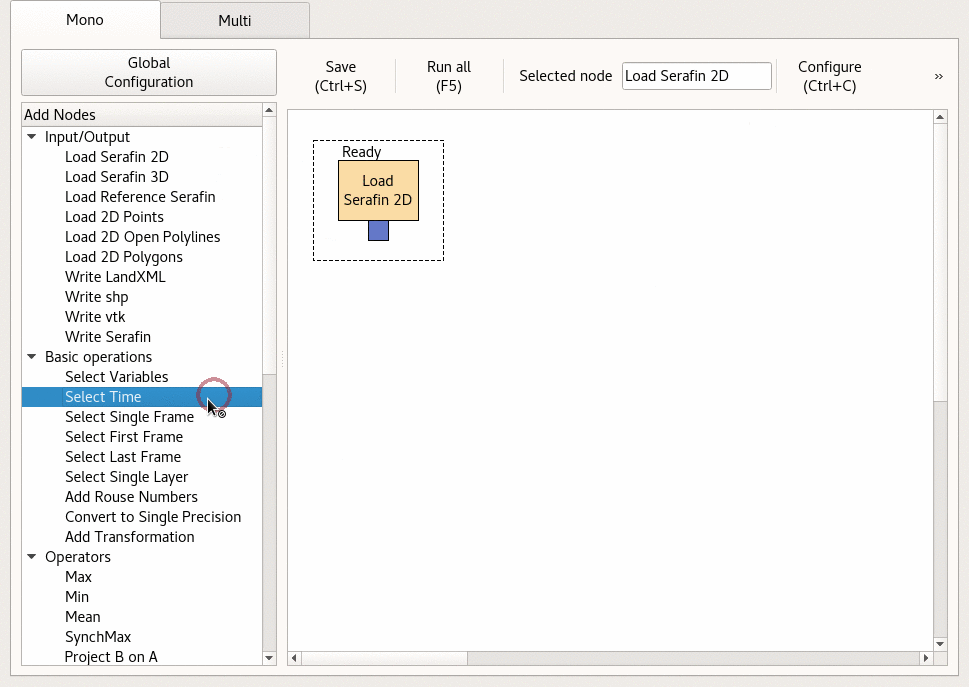 Mono
Multi
Global
Configuration
Save
(Ctrl+S)
Run all
(F5)
Selected node
Load Serafin 2D
Configure
(Ctrl+C)
»
Add Nodes
Input/Output
Load Serafin 2D
Load Serafin 3D
Load Reference Serafin
Load 2D Points
Load 2D Open Polylines
Load 2D Polygons
Write LandXML
Write shp
Write vtk
Write Serafin
Basic operations
Select Variables
Select Time
Select Single Frame
Select First Frame
Select Last Frame
Select Single Layer
Add Rouse Numbers
Convert to Single Precision
Add Transformation
Operators
Max
Min
Mean
SynchMax
Project B on A
Ready
Load
Serafin 2D